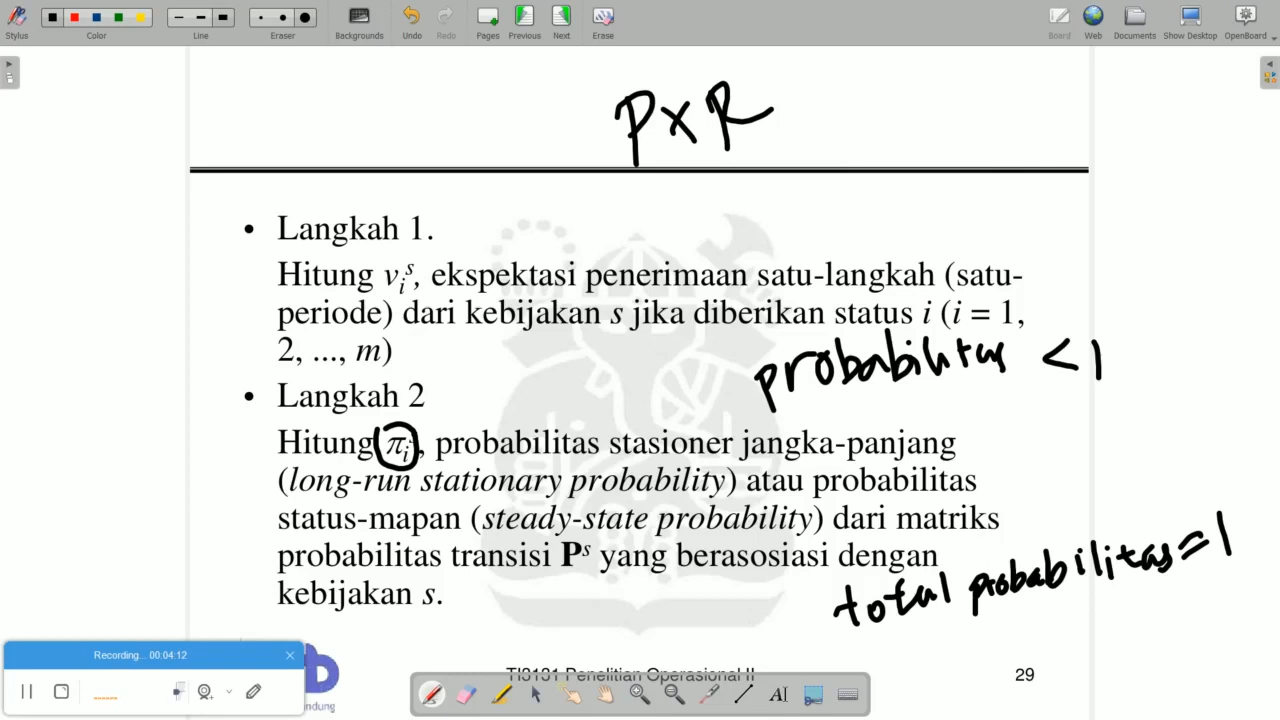 Stylus
Color
Line
Eraser
Backgrounds
Undo
Redo
Pages
Previous
Next
Erase
Board
Web
Documents
Show Desktop
OpenBoard
P x R
• Langkah 1.
Hitung vᵢˢ, ekspektasi penerimaan satu-langkah (satu-
periode) dari kebijakan s jika diberikan status i (i = 1,
2, ..., m)
probabilitas < 1
• Langkah 2
Hitung πᵢ, probabilitas stasioner jangka-panjang
(long-run stationary probability) atau probabilitas
status-mapan (steady-state probability) dari matriks
probabilitas transisi Pˢ yang berasosiasi dengan
kebijakan s.
total probabilitas = 1
Recording... 00:04:12
TI3131 Penelitian Operasional II
29